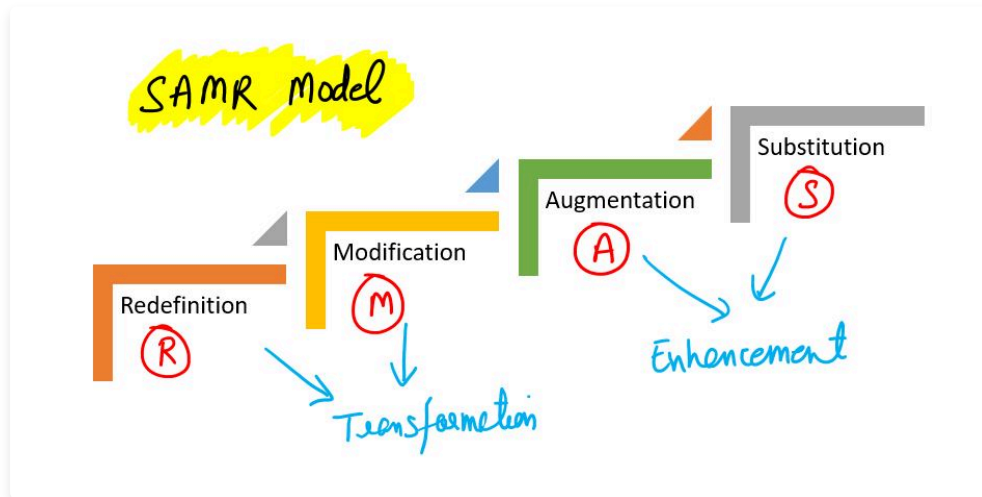 SAMR Model
Substitution
S
Augmentation
A
Modification
M
Redefinition
R
Enhancement
Transformation